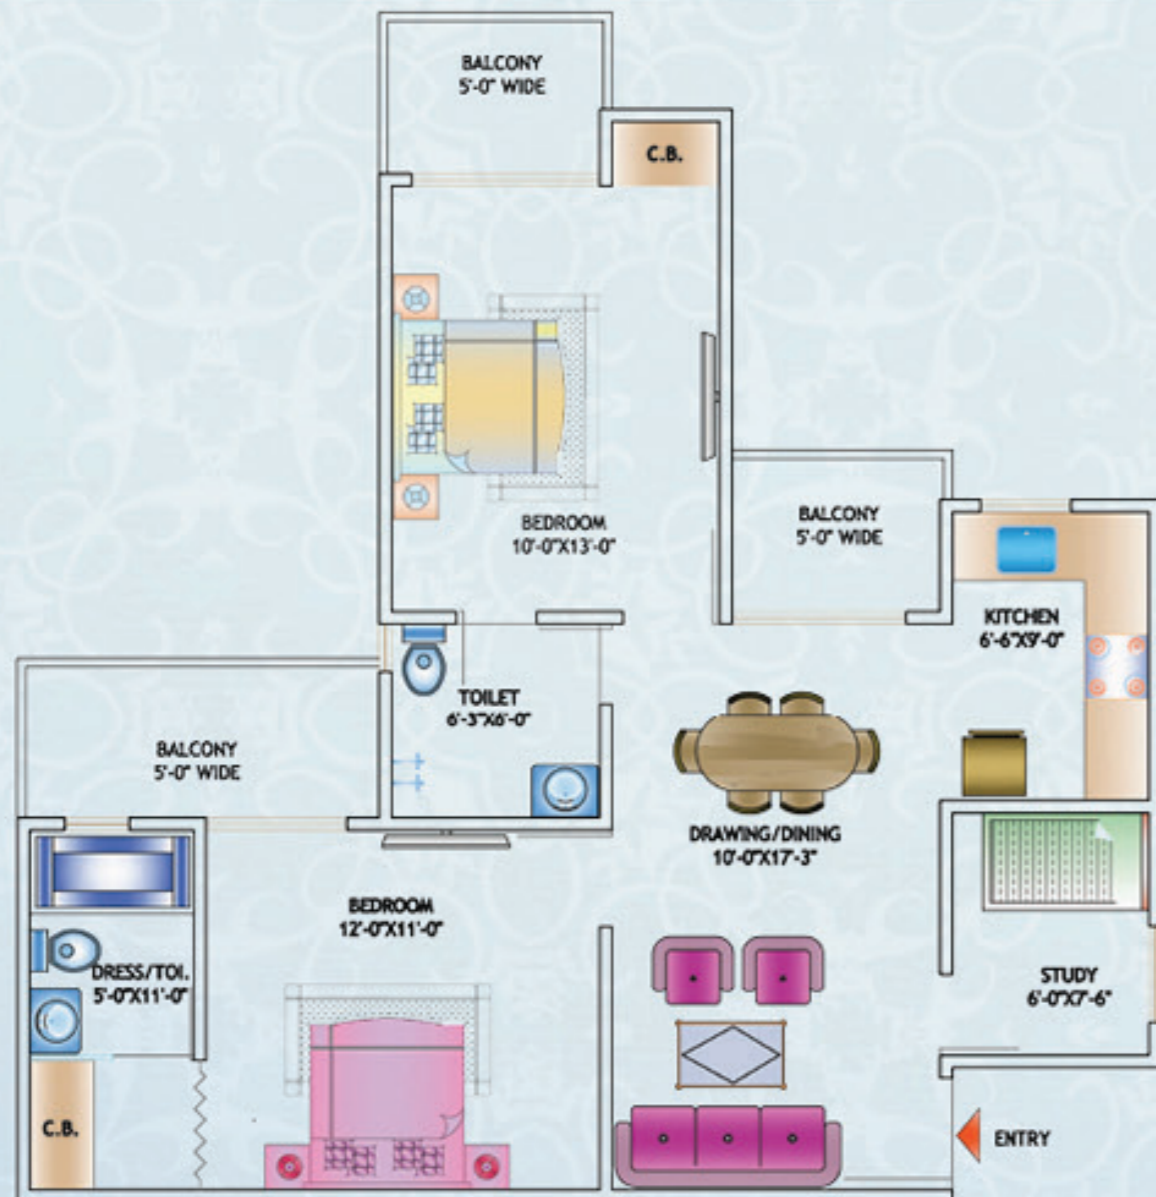 BALCONY
5'-0" WIDE
C.B.
BEDROOM
10'-0"X13'-0"
BALCONY
5'-0" WIDE
KITCHEN
6'-6"X9'-0"
TOILET
6'-3"X6'-0"
BALCONY
5'-0" WIDE
DRAWING/DINING
10'-0"X17'-3"
BEDROOM
12'-0"X11'-0"
DRESS/TOI.
5'-0"X11'-0"
STUDY
6'-0"X7'-6"
C.B.
ENTRY